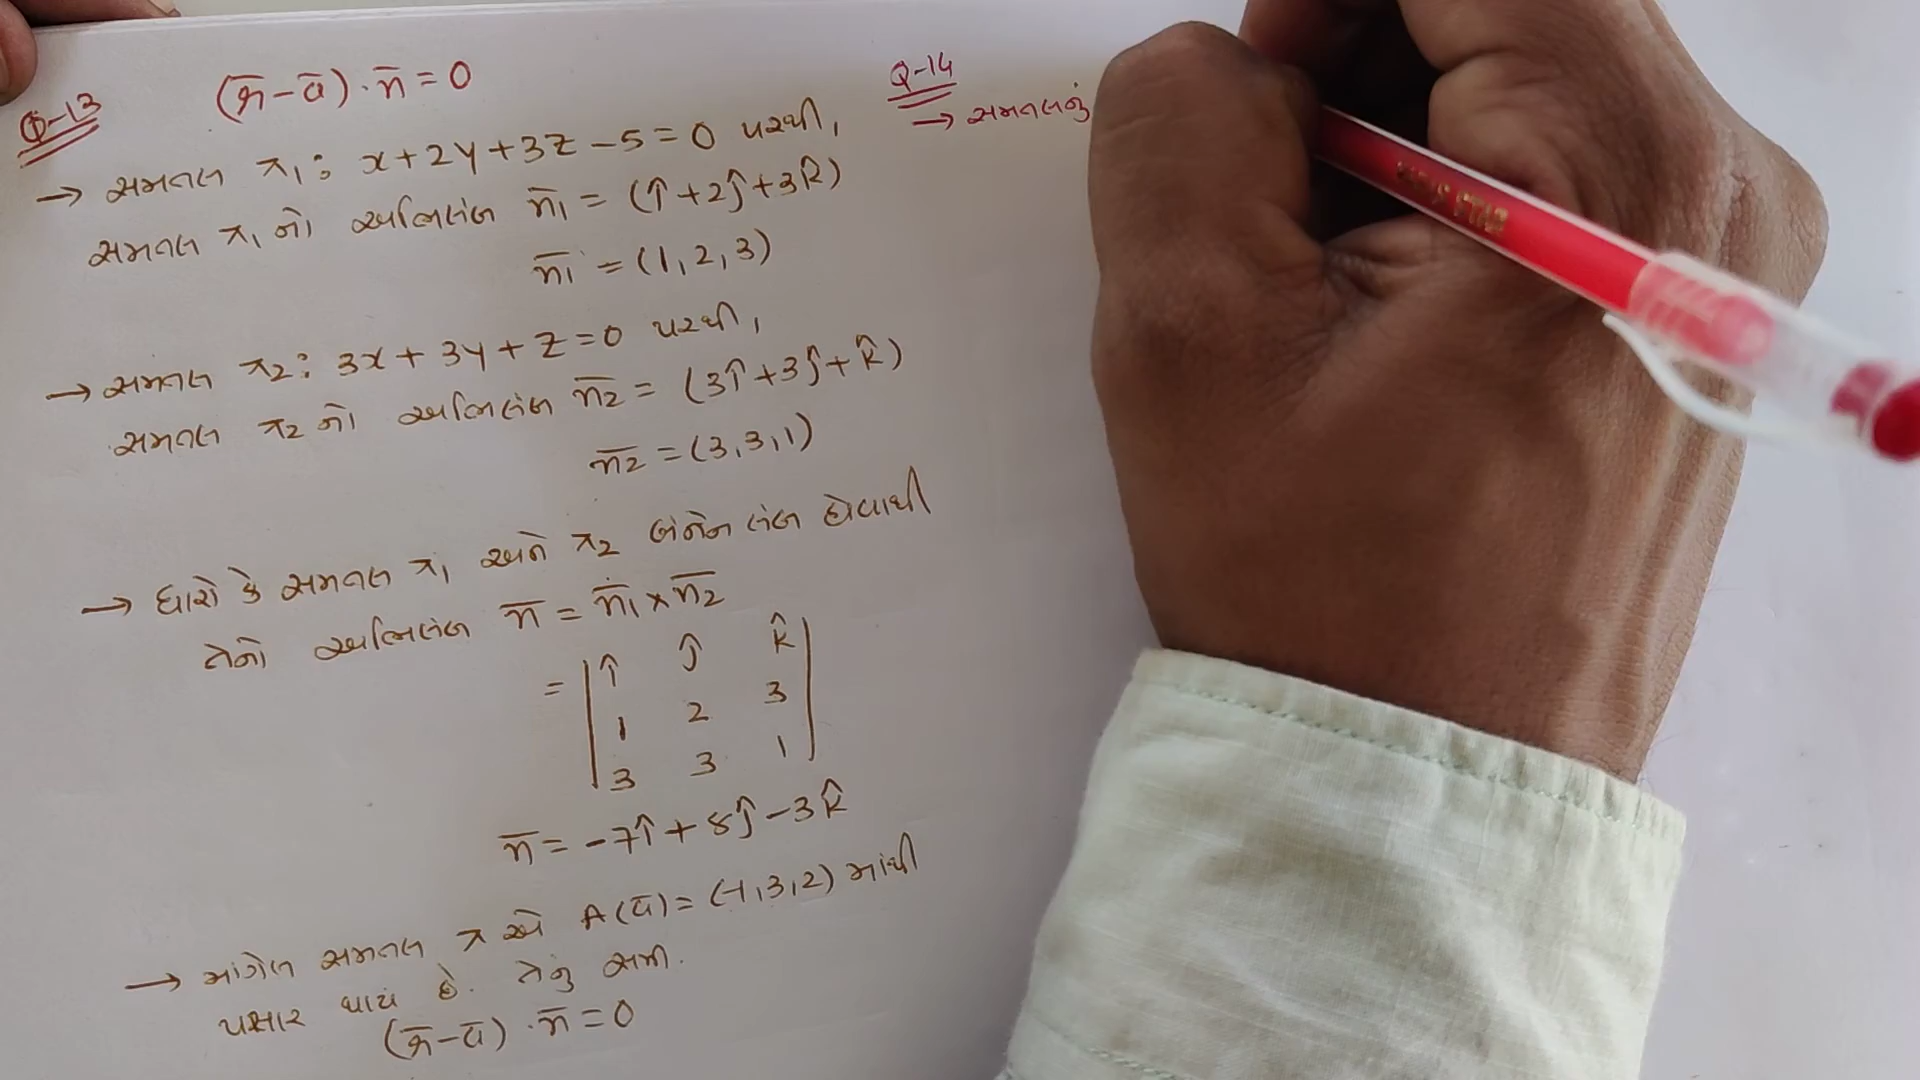 Q-13
(r̄-ā)·n̄=0
→ સમતલ π₁: x+2y+3z-5=0 પરથી,
સમતલ π₁ નો અભિલંબ n̄₁ = (î+2ĵ+3k̂)
n̄₁ = (1,2,3)
→ સમતલ π₂: 3x+3y+z=0 પરથી,
સમતલ π₂ નો અભિલંબ n̄₂ = (3î+3ĵ+k̂)
n̄₂ = (3,3,1)
→ ધારો કે સમતલ π₁ અને π₂ બંનેને લંબ હોવાથી
તેનો અભિલંબ n̄ = n̄₁×n̄₂
= | î ĵ k̂ |
| 1 2 3 |
| 3 3 1 |
n̄ = -7î+8ĵ-3k̂
→ માંગેલ સમતલ π એ A(ā)=(-1,3,2) માંથી
પસાર થાય છે. તેનું સમી.
(r̄-ā)·n̄=0
Q-14
→ સમતલનું